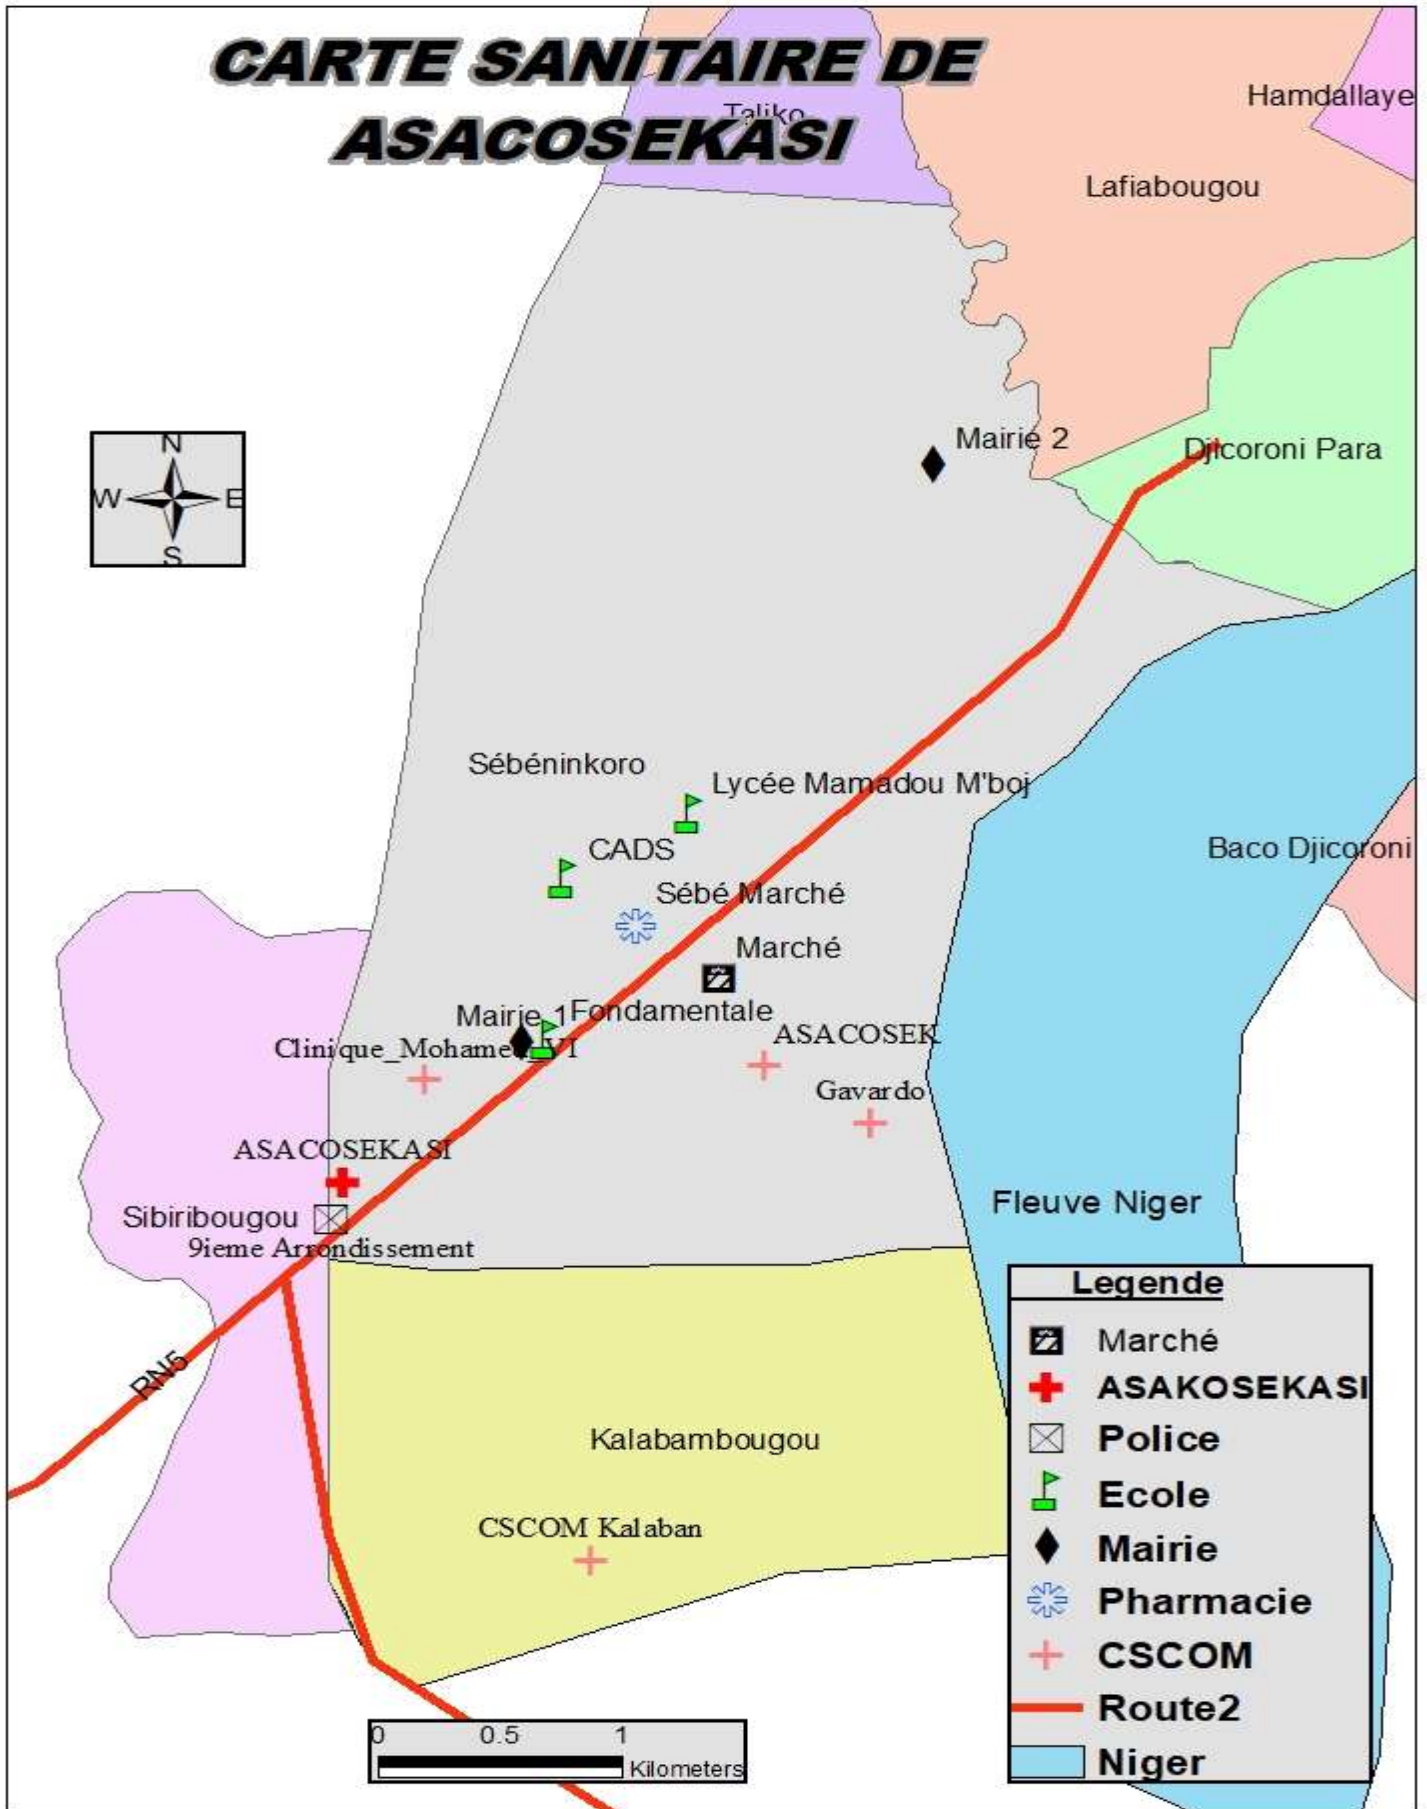 CARTE SANITAIRE DE
ASACOSEKASI
Taliko
Hamdallaye
Lafiabougou
N
W E
S
Mairie 2
Djicoroni Para
Sébéninkoro
Lycée Mamadou M'boj
CADS
Baco Djicoroni
Sébé Marché
Marché
Mairie 1
Fondamentale
ASACOSEK
Clinique_Mohamed_VI
Gavardo
ASACOSEKASI
Sibiribougou
Fleuve Niger
9ieme Arrondissement
RN5
Kalabambougou
CSCOM Kalaban
Legende
Marché
ASAKOSEKASI
Police
Ecole
Mairie
Pharmacie
CSCOM
Route2
Niger
0 0.5 1
Kilometers